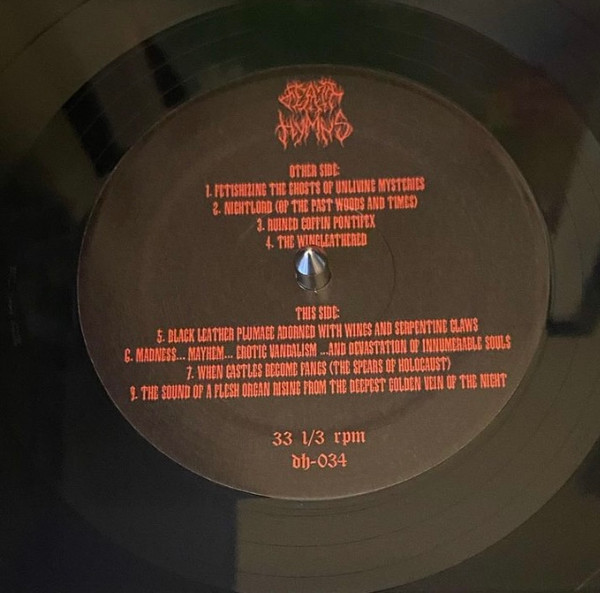 DEATH
HYMNS
OTHER SIDE:
1. FETISHIZING THE GHOSTS OF UNLIVING MYSTERIES
2. NIGHTLORD (OF THE PAST WOODS AND TIMES)
3. RUINED COFFIN PONTIFEX
4. THE WINGLEATHERED
THIS SIDE:
5. BLACK LEATHER PLUMAGE ADORNED WITH WINGS AND SERPENTINE CLAWS
6. MADNESS... MAYHEM... EROTIC VANDALISM ...AND DEVASTATION OF INNUMERABLE SOULS
7. WHEN CASTLES BECOME FANGS (THE SPEARS OF HOLOCAUST)
9. THE SOUND OF A FLESH ORGAN RISING FROM THE DEEPEST GOLDEN VEIN OF THE NIGHT
33 1/3 rpm
dh-034